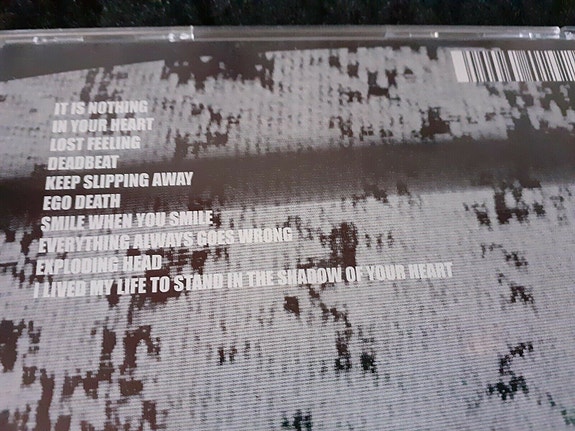 IT IS NOTHING
IN YOUR HEART
LOST FEELING
DEADBEAT
KEEP SLIPPING AWAY
EGO DEATH
SMILE WHEN YOU SMILE
EVERYTHING ALWAYS GOES WRONG
EXPLODING HEAD
I LIVED MY LIFE TO STAND IN THE SHADOW OF YOUR HEART